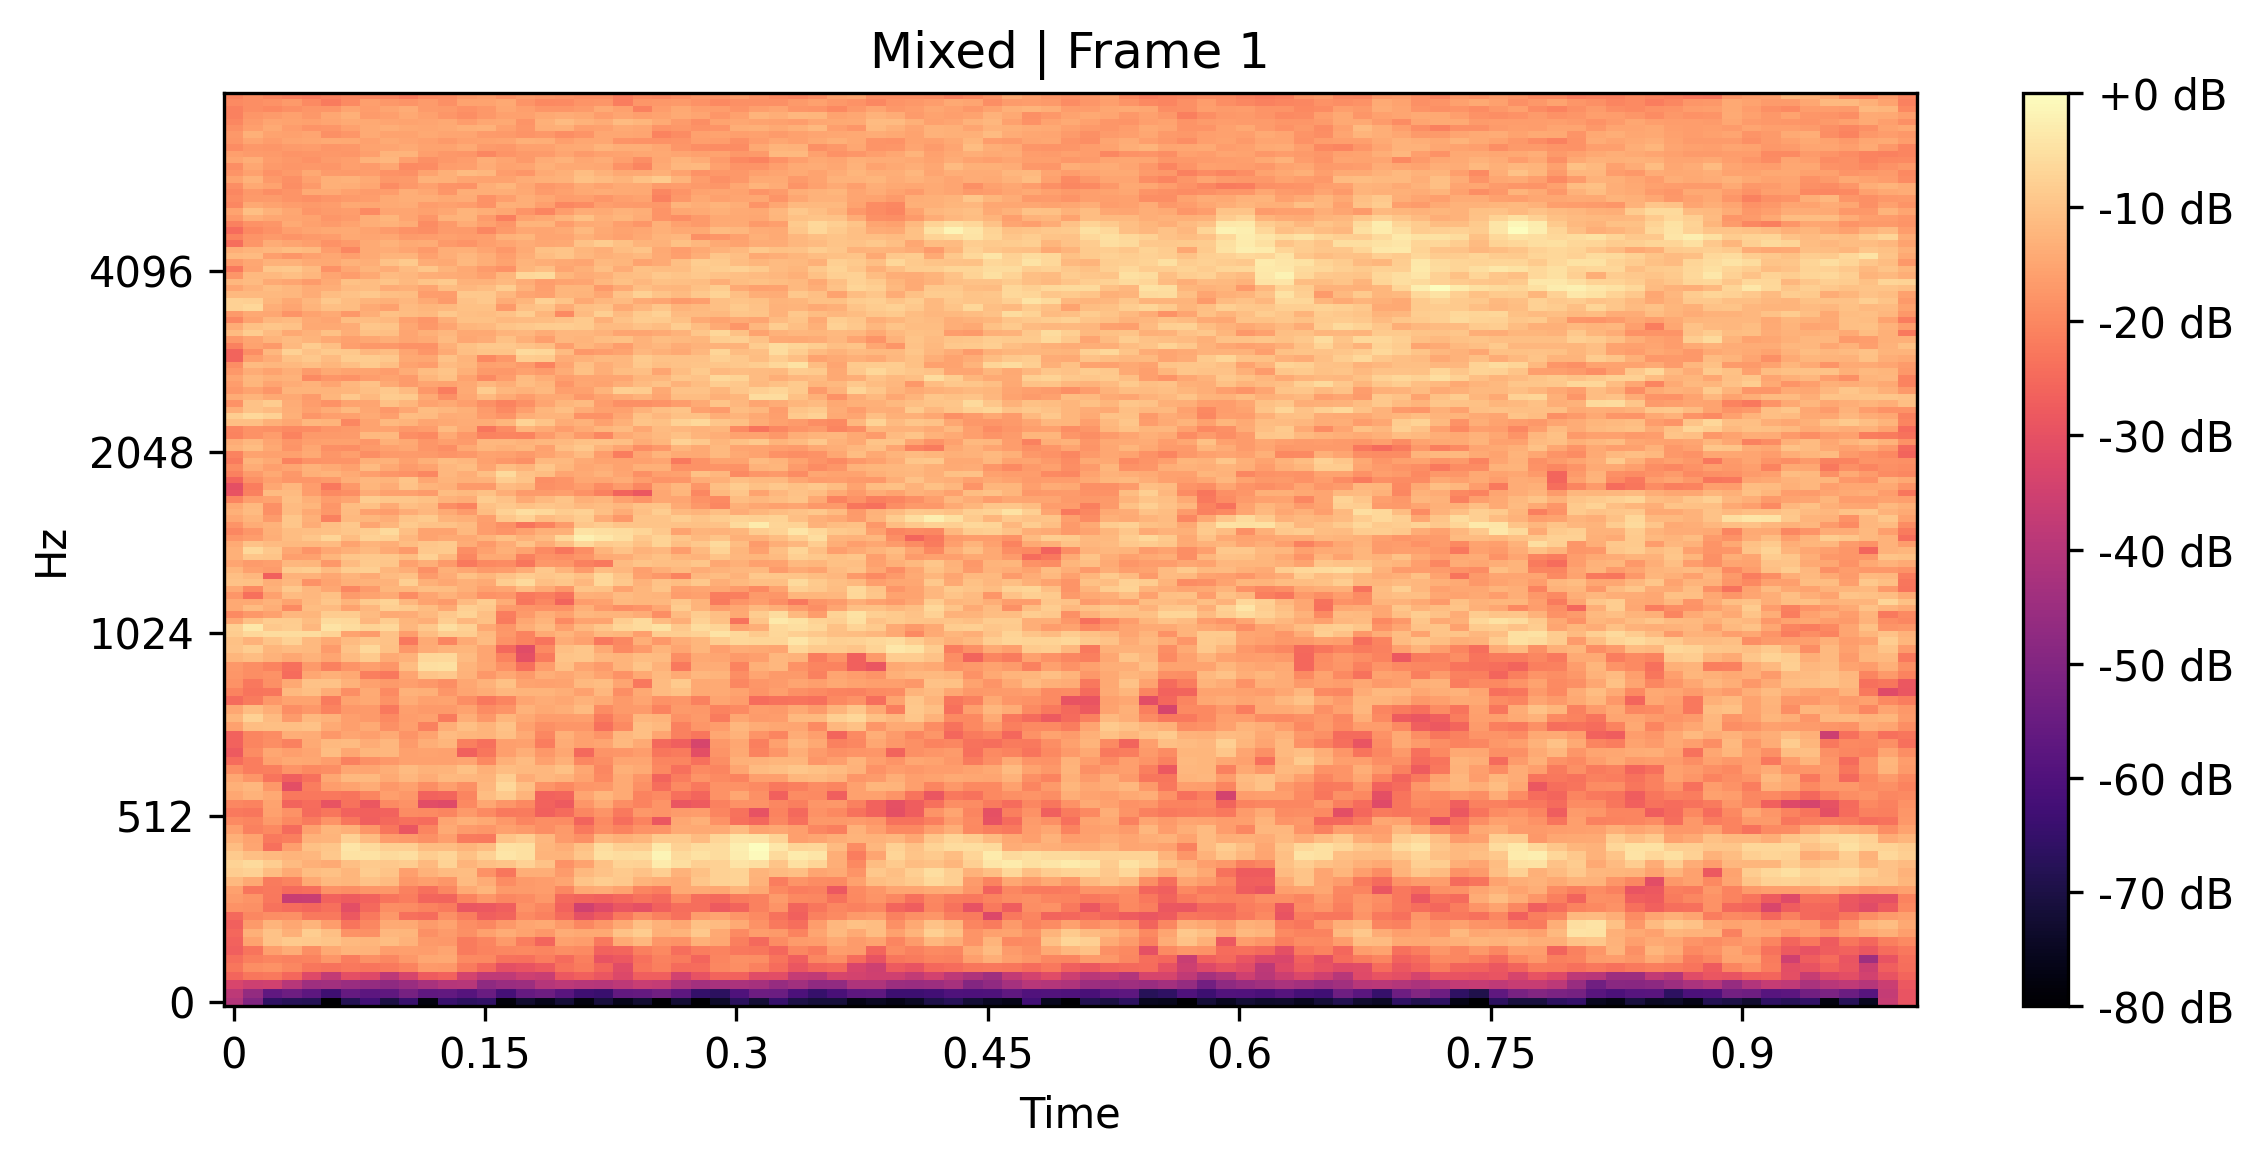 Mixed | Frame 1
+0 dB
-10 dB
-20 dB
-30 dB
-40 dB
-50 dB
-60 dB
-70 dB
-80 dB
4096
2048
1024
512
0
Hz
0 0.15 0.3 0.45 0.6 0.75 0.9
Time